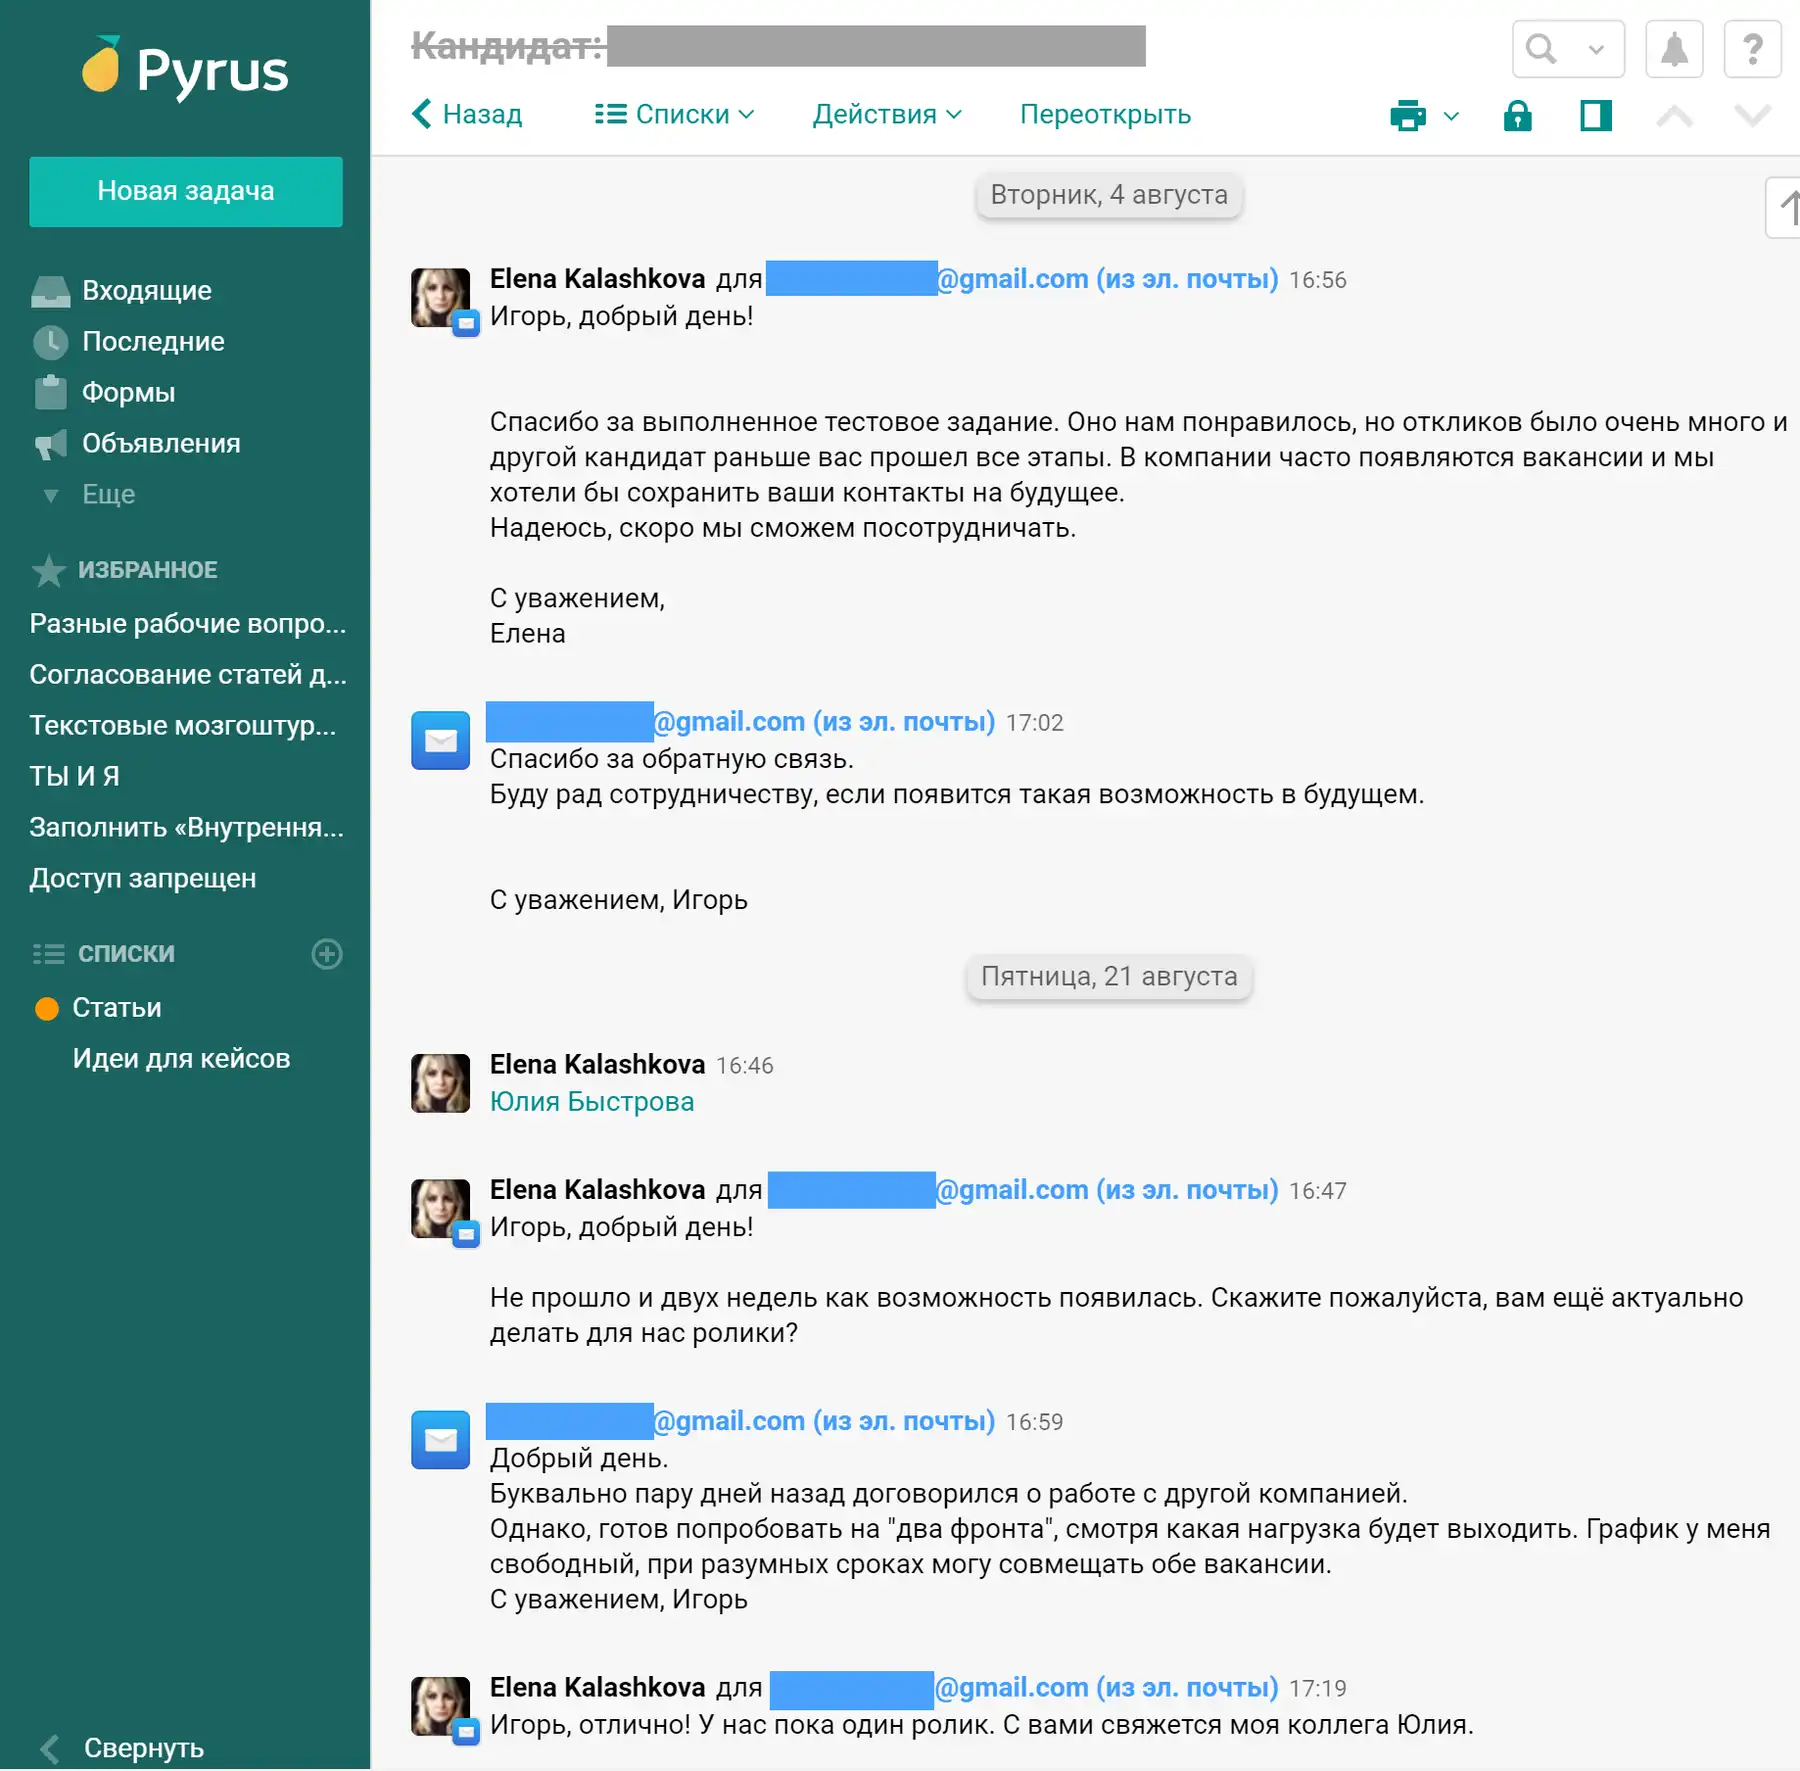 Pyrus
Новая задача
Входящие
Последние
Формы
Объявления
Еще
ИЗБРАННОЕ
Разные рабочие вопро...
Согласование статей д...
Текстовые мозгоштур...
ТЫ И Я
Заполнить «Внутрення...
Доступ запрещен
СПИСКИ
Статьи
Идеи для кейсов
Свернуть
Кандидат:
Назад
Списки
Действия
Переоткрыть
?
Вторник, 4 августа
Elena Kalashkova для @gmail.com (из эл. почты) 16:56
Игорь, добрый день!
Спасибо за выполненное тестовое задание. Оно нам понравилось, но откликов было очень много и
другой кандидат раньше вас прошел все этапы. В компании часто появляются вакансии и мы
хотели бы сохранить ваши контакты на будущее.
Надеюсь, скоро мы сможем посотрудничать.
С уважением,
Елена
@gmail.com (из эл. почты) 17:02
Спасибо за обратную связь.
Буду рад сотрудничеству, если появится такая возможность в будущем.
С уважением, Игорь
Пятница, 21 августа
Elena Kalashkova 16:46
Юлия Быстрова
Elena Kalashkova для @gmail.com (из эл. почты) 16:47
Игорь, добрый день!
Не прошло и двух недель как возможность появилась. Скажите пожалуйста, вам ещё актуально
делать для нас ролики?
@gmail.com (из эл. почты) 16:59
Добрый день.
Буквально пару дней назад договорился о работе с другой компанией.
Однако, готов попробовать на "два фронта", смотря какая нагрузка будет выходить. График у меня
свободный, при разумных сроках могу совмещать обе вакансии.
С уважением, Игорь
Elena Kalashkova для @gmail.com (из эл. почты) 17:19
Игорь, отлично! У нас пока один ролик. С вами свяжется моя коллега Юлия.